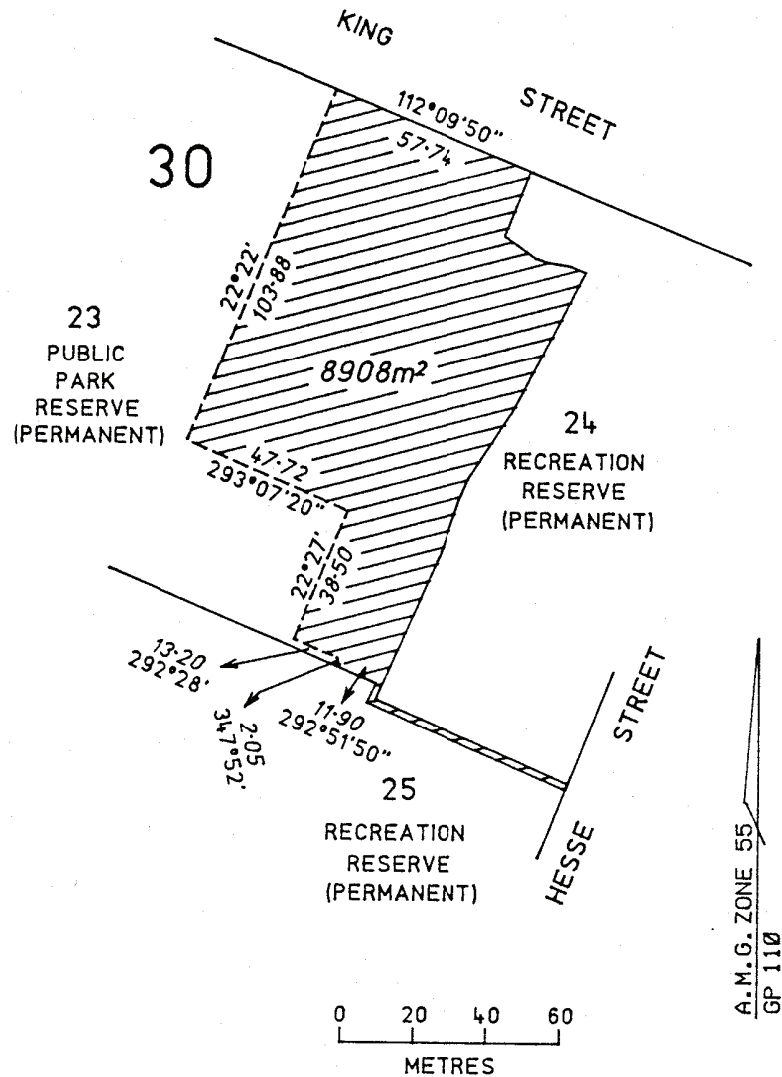 KING
STREET
112°09'50"
57·74
30
22°22'
103·88
23
PUBLIC
PARK
RESERVE
(PERMANENT)
8908m²
24
RECREATION
RESERVE
(PERMANENT)
47·72
293°07'20"
22°27'
38·50
13·20
292°28'
2·05
347°52'
11·90
292°51'50"
STREET
HESSE
25
RECREATION
RESERVE
(PERMANENT)
A.M.G. ZONE 55
GP 110
0 20 40 60
METRES